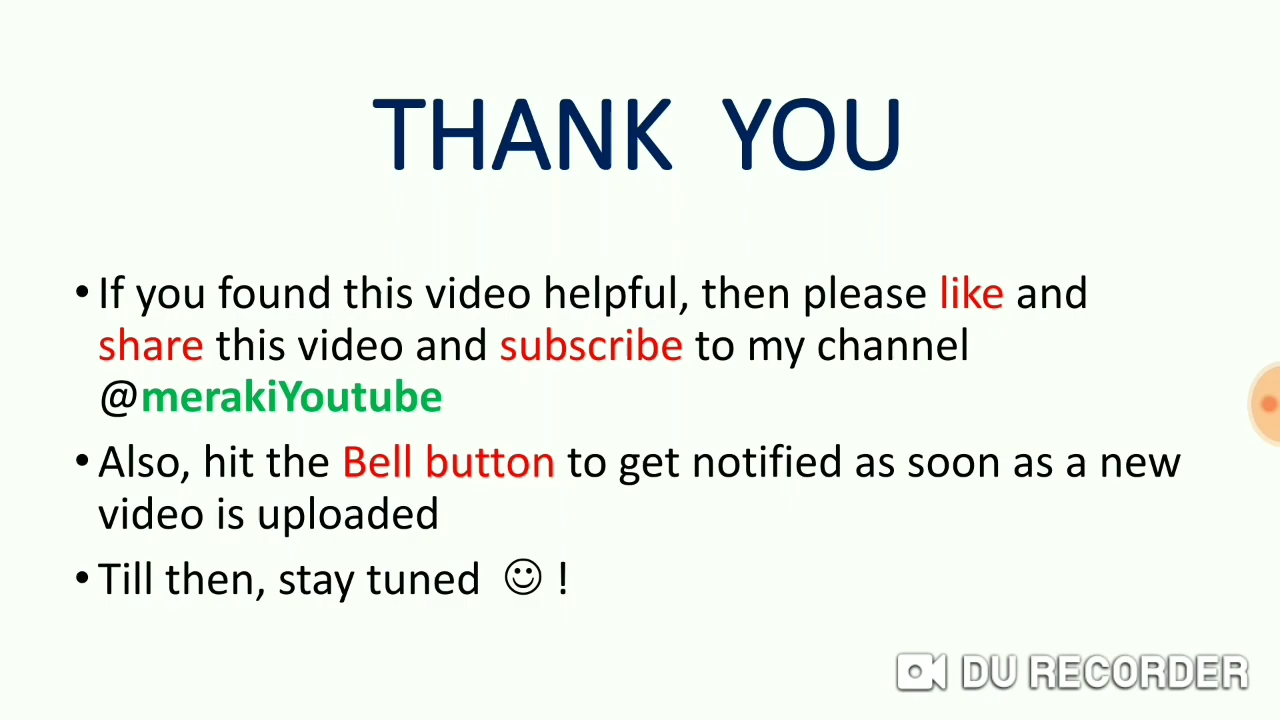 THANK YOU
• If you found this video helpful, then please like and
share this video and subscribe to my channel
@merakiYoutube
• Also, hit the Bell button to get notified as soon as a new
video is uploaded
• Till then, stay tuned ☺ !
DU RECORDER